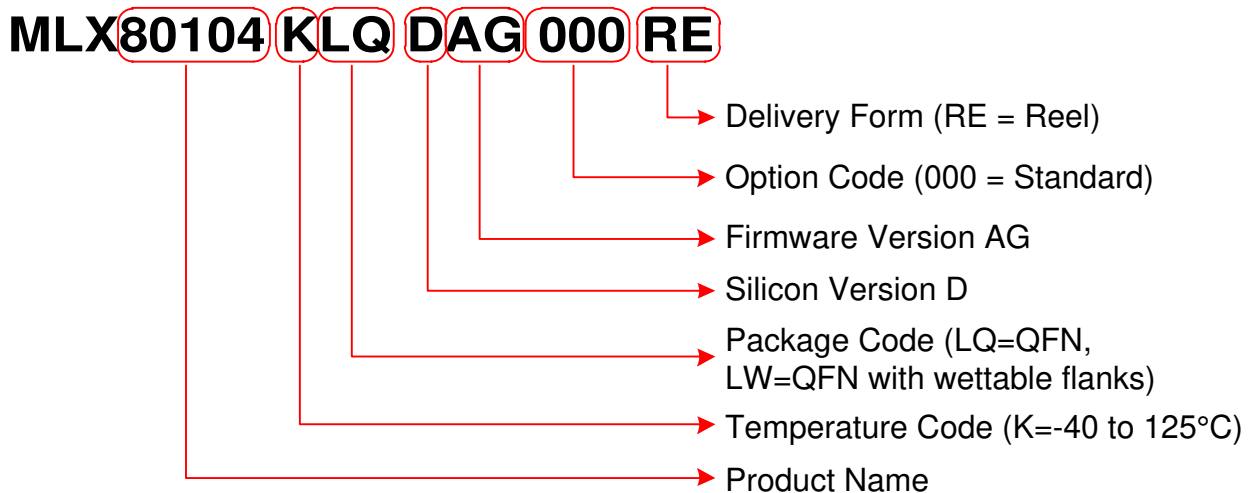 MLX80104 KLQ DAG 000 RE
Delivery Form (RE = Reel)
Option Code (000 = Standard)
Firmware Version AG
Silicon Version D
Package Code (LQ=QFN,
LW=QFN with wettable flanks)
Temperature Code (K=-40 to 125°C)
Product Name